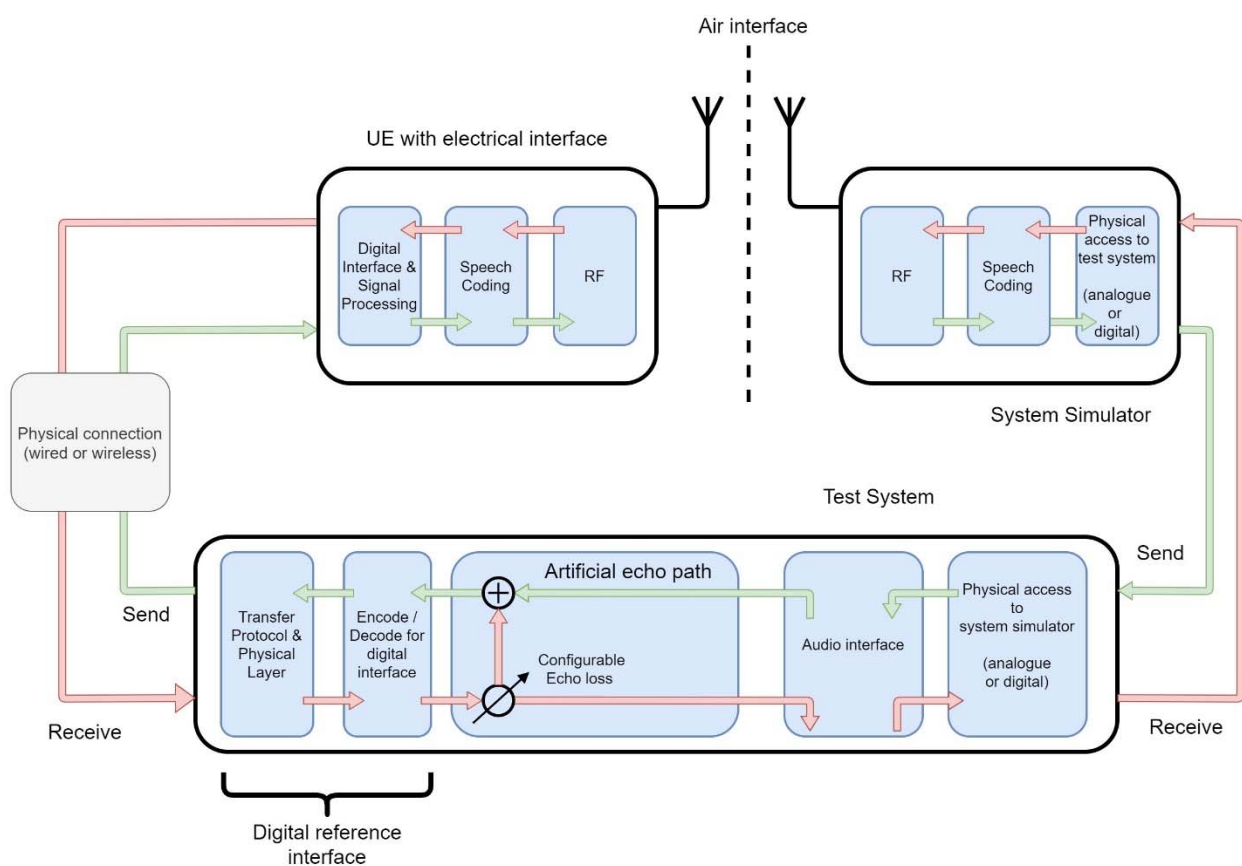 Air interface
UE with electrical interface
Digital
Interface &
Signal
Processing
Speech
Coding
RF
RF
Speech
Coding
Physical
access to
test system
(analogue
or
digital)
System Simulator
Physical connection
(wired or wireless)
Test System
Send
Send
Receive
Receive
Transfer
Protocol &
Physical
Layer
Encode /
Decode for
digital
interface
Artificial echo path
Configurable
Echo loss
Audio interface
Physical access
to
system simulator
(analogue
or digital)
Digital reference
interface